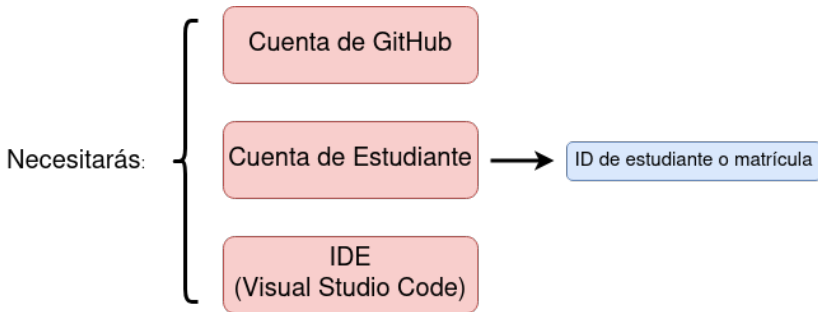 Cuenta de GitHub
Necesitarás:
Cuenta de Estudiante
ID de estudiante o matrícula
IDE
(Visual Studio Code)